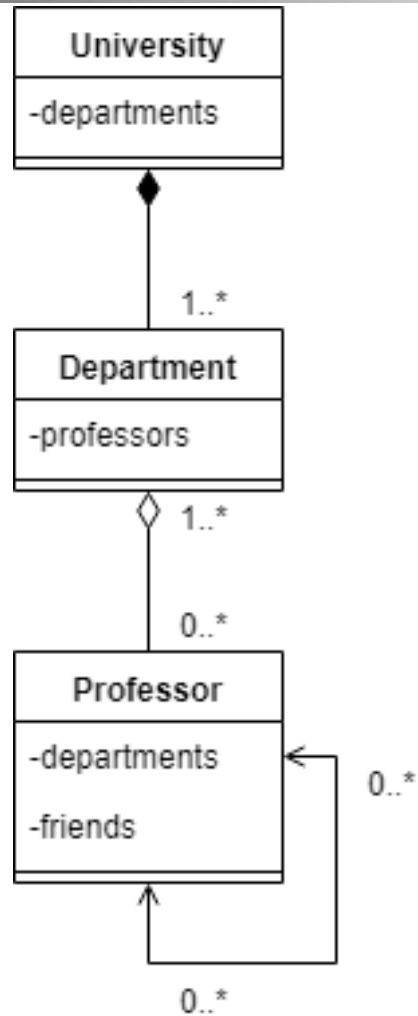 University
-departments
1..*
Department
-professors
1..*
0..*
Professor
-departments
0..*
-friends
0..*